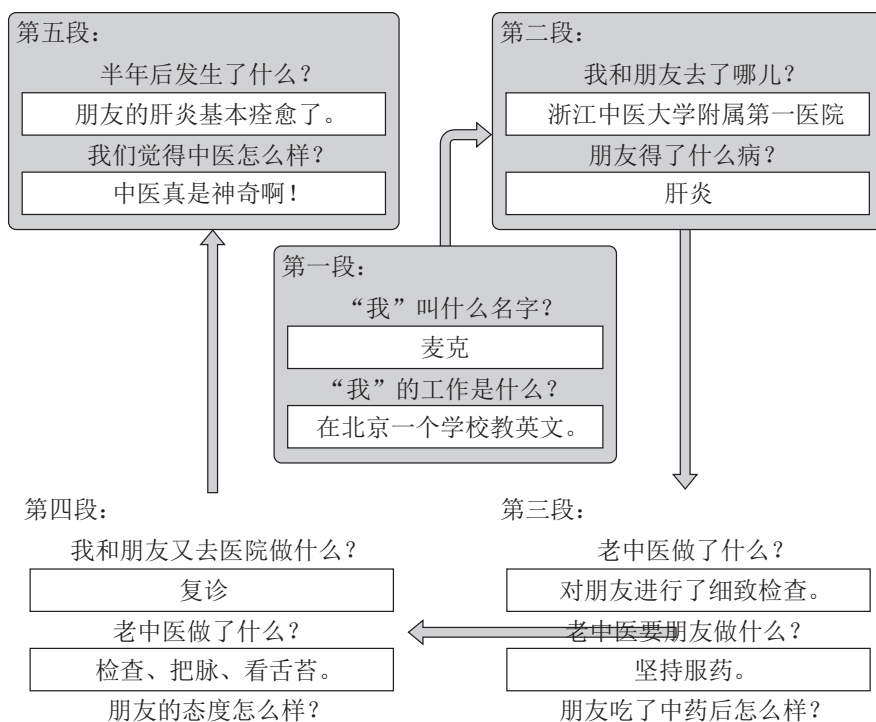 第五段：
半年后发生了什么？
朋友的肝炎基本痊愈了。
我们觉得中医怎么样？
中医真是神奇啊！
第二段：
我和朋友去了哪儿？
浙江中医大学附属第一医院
朋友得了什么病？
肝炎
第一段：
“我”叫什么名字？
麦克
“我”的工作是什么？
在北京一个学校教英文。
第四段：
我和朋友又去医院做什么？
复诊
老中医做了什么？
检查、把脉、看舌苔。
朋友的态度怎么样？
第三段：
老中医做了什么？
对朋友进行了细致检查。
老中医要朋友做什么？
坚持服药。
朋友吃了中药后怎么样？